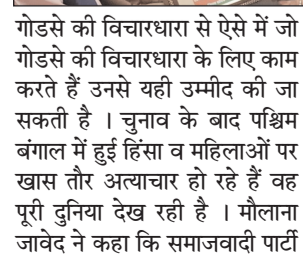 गोडसे की विचारधारा से ऐसे में जो
गोडसे की विचारधारा के लिए काम
करते हैं उनसे यही उम्मीद की जा
सकती है । चुनाव के बाद पश्चिम
बंगाल में हुई हिंसा व महिलाओं पर
खास तौर अत्याचार हो रहे हैं वह
पूरी दुनिया देख रही है । मौलाना
जावेद ने कहा कि समाजवादी पार्टी